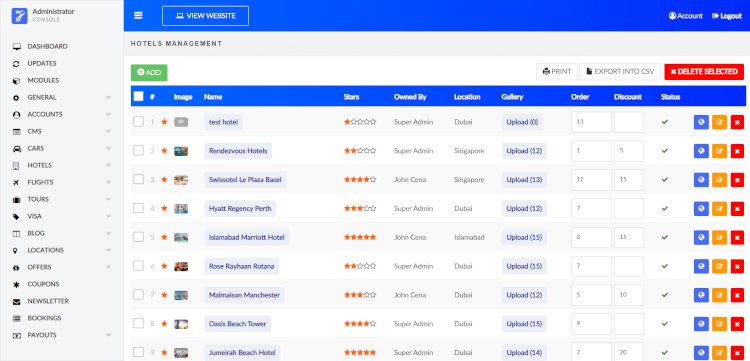 Administrator
CONSOLE
VIEW WEBSITE
Account
Logout
DASHBOARD
UPDATES
MODULES
GENERAL
ACCOUNTS
CMS
CARS
HOTELS
FLIGHTS
TOURS
VISA
BLOG
LOCATIONS
OFFERS
COUPONS
NEWSLETTER
BOOKINGS
PAYOUTS
HOTELS MANAGEMENT
ADD
PRINT
EXPORT INTO CSV
DELETE SELECTED
# Image Name Stars Owned By Location Gallery Order Discount Status
1 test hotel Super Admin Dubai Upload (0) 13
2 Rendezvous Hotels Super Admin Singapore Upload (12) 1 5
3 Swissotel Le Plaza Basel John Cena Singapore Upload (13) 12 15
4 Hyatt Regency Perth Super Admin Dubai Upload (12) 7
5 Islamabad Marriott Hotel John Cena Islamabad Upload (15) 0 15
6 Rose Rayhaan Rotana Super Admin Dubai Upload (15) 7
7 Malmaison Manchester John Cena Dubai Upload (12) 5 10
8 Oasis Beach Tower Super Admin Dubai Upload (15) 9
9 Jumeirah Beach Hotel Super Admin Dubai Upload (14) 2 20